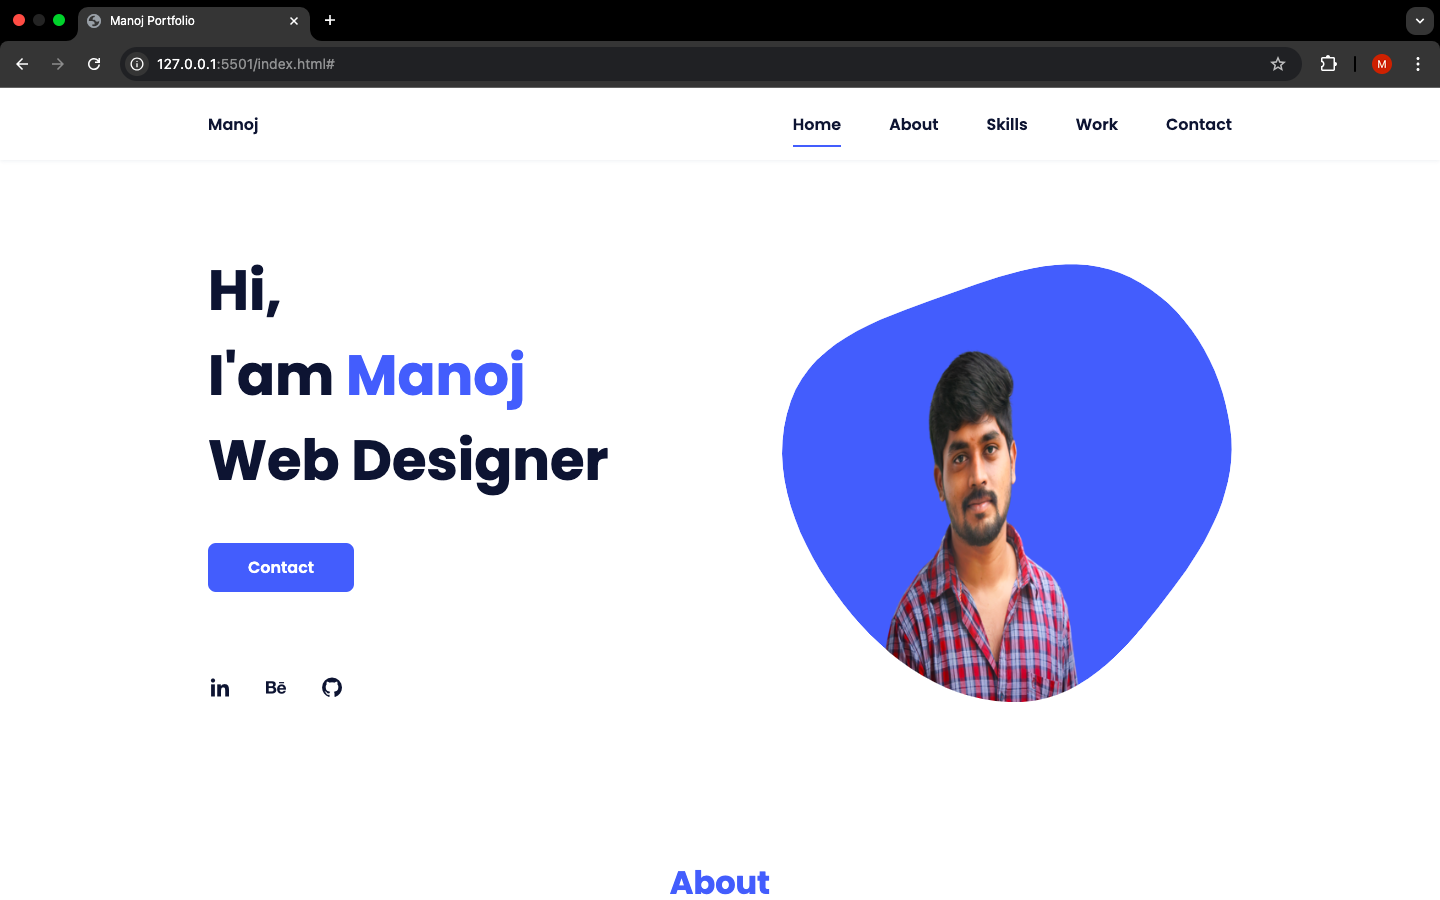 Manoj Portfolio
127.0.0.1:5501/index.html#
M
Manoj
Home About Skills Work Contact
Hi,
I'am Manoj
Web Designer
Contact
in Bē
About